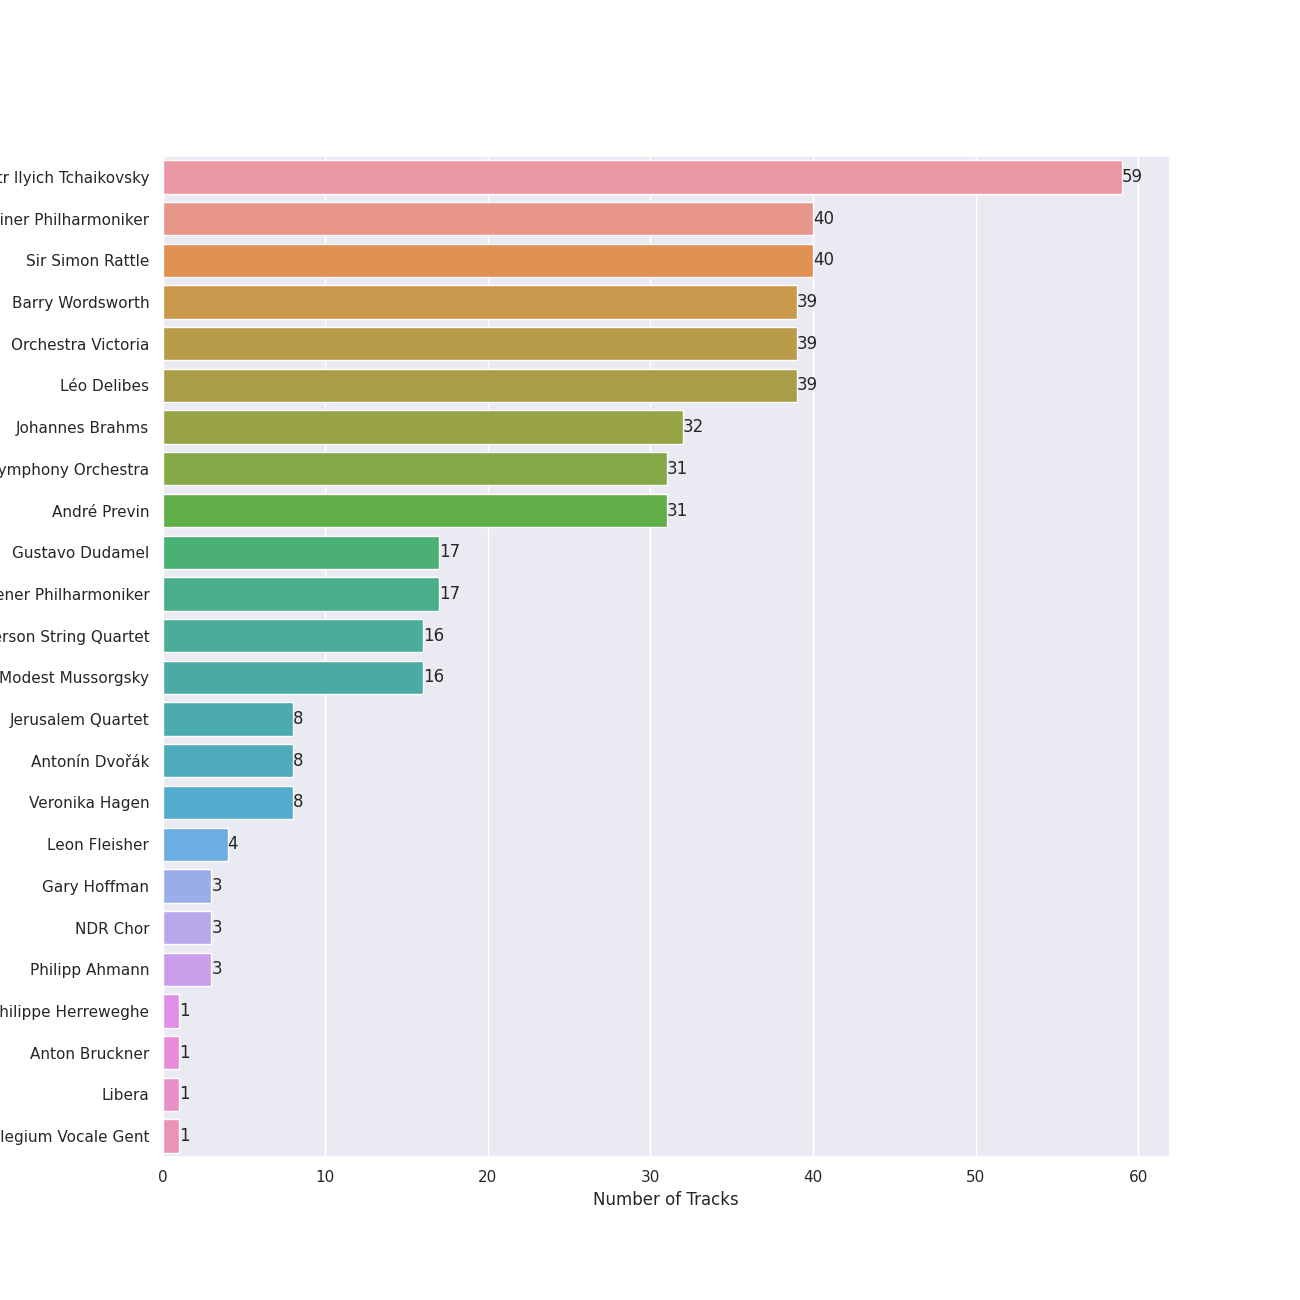 tr Ilyich Tchaikovsky 59
iner Philharmoniker 40
Sir Simon Rattle 40
Barry Wordsworth 39
Orchestra Victoria 39
Léo Delibes 39
Johannes Brahms 32
ymphony Orchestra 31
André Previn 31
Gustavo Dudamel 17
ener Philharmoniker 17
erson String Quartet 16
Modest Mussorgsky 16
Jerusalem Quartet 8
Antonín Dvořák 8
Veronika Hagen 8
Leon Fleisher 4
Gary Hoffman 3
NDR Chor 3
Philipp Ahmann 3
hilippe Herreweghe 1
Anton Bruckner 1
Libera 1
legium Vocale Gent 1
0 10 20 30 40 50 60
Number of Tracks